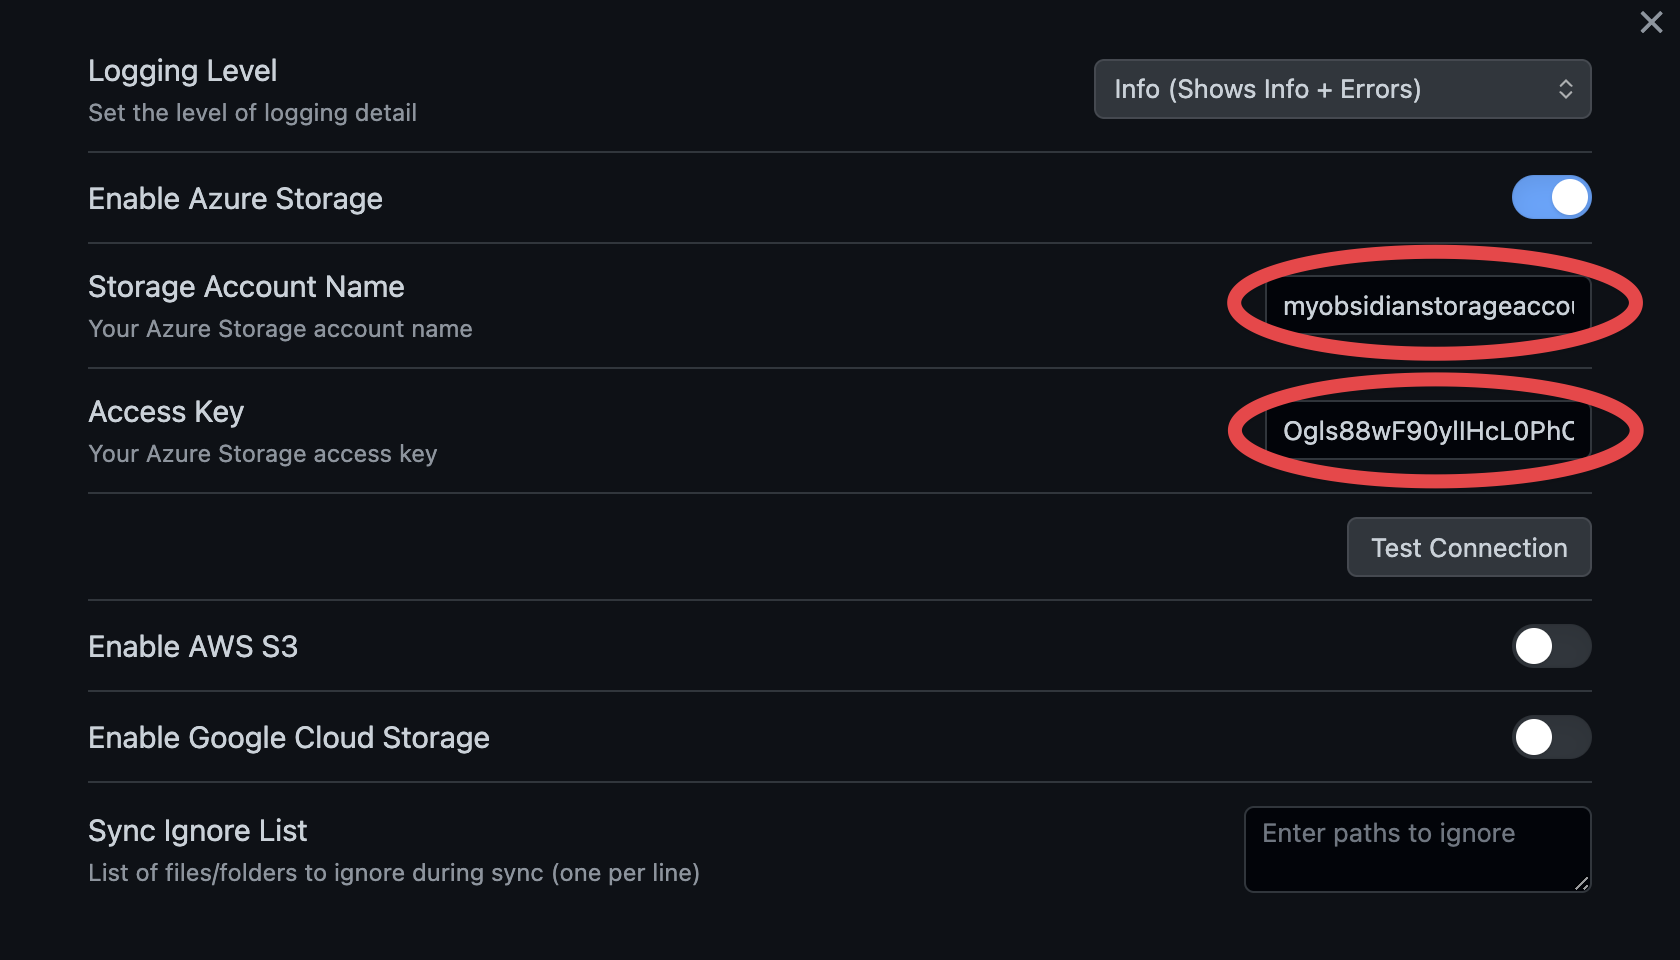 Logging Level
Set the level of logging detail
Info (Shows Info + Errors)
Enable Azure Storage
Storage Account Name
Your Azure Storage account name
myobsidianstorageaccou
Access Key
Your Azure Storage access key
Test Connection
Enable AWS S3
Enable Google Cloud Storage
Sync Ignore List
List of files/folders to ignore during sync (one per line)
Enter paths to ignore